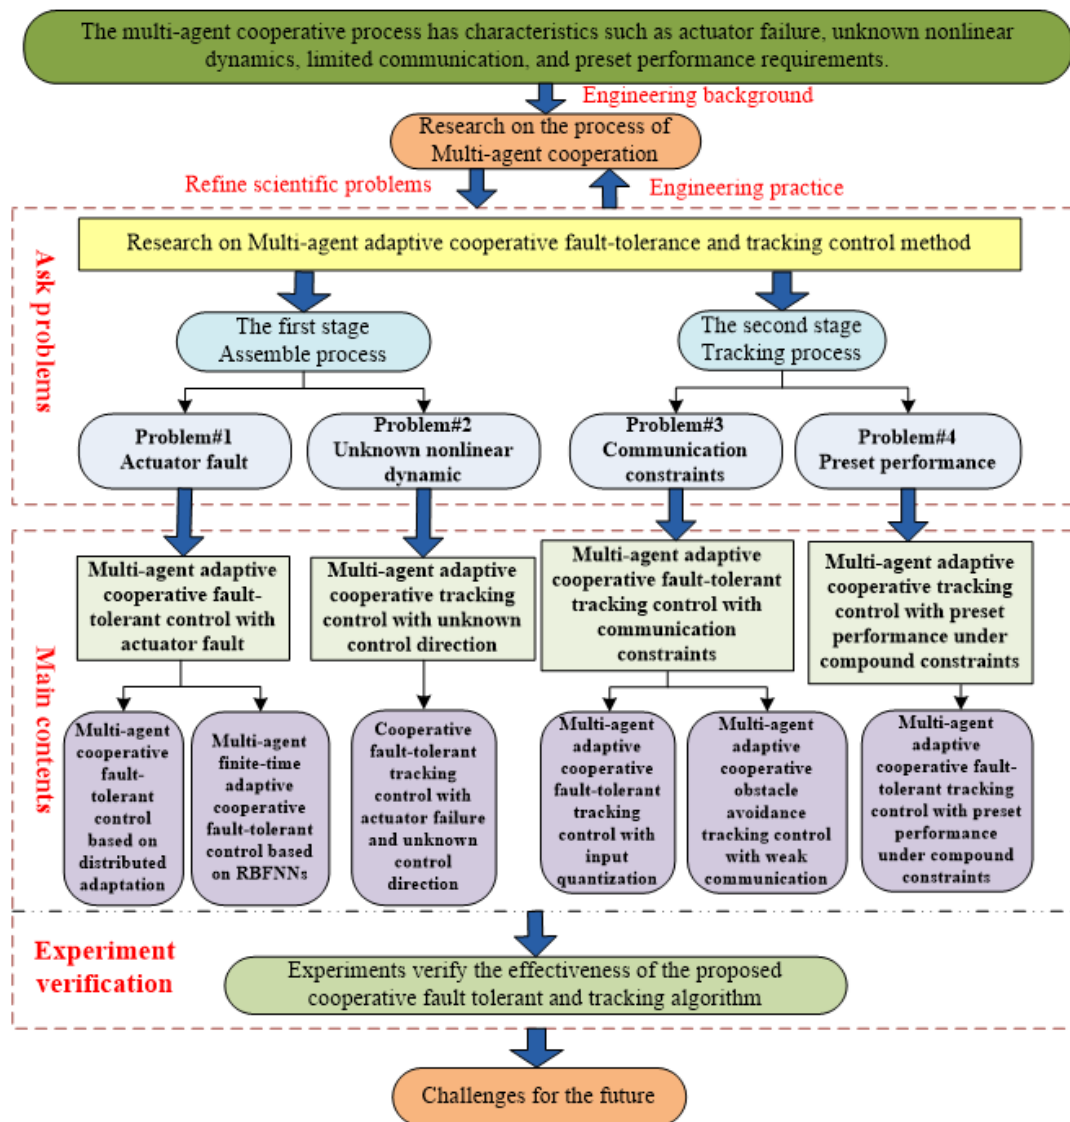 The multi-agent cooperative process has characteristics such as actuator failure, unknown nonlinear
dynamics, limited communication, and preset performance requirements.
Engineering background
Research on the process of
Multi-agent cooperation
Refine scientific problems
Engineering practice
Ask problems
Research on Multi-agent adaptive cooperative fault-tolerance and tracking control method
The first stage
Assemble process
The second stage
Tracking process
Problem#1
Actuator fault
Problem#2
Unknown nonlinear
dynamic
Problem#3
Communication
constraints
Problem#4
Preset performance
Main contents
Multi-agent adaptive
cooperative fault-
tolerant control with
actuator fault
Multi-agent adaptive
cooperative tracking
control with unknown
control direction
Multi-agent adaptive
cooperative fault-tolerant
tracking control with
communication
constraints
Multi-agent adaptive
cooperative tracking
control with preset
performance under
compound constraints
Multi-agent
cooperative
fault-
tolerant
control
based on
distributed
adaptation
Multi-agent
finite-time
adaptive
cooperative
fault-tolerant
control based
on RBFNNs
Cooperative
fault-tolerant
tracking
control with
actuator failure
and unknown
control
direction
Multi-agent
adaptive
cooperative
fault-tolerant
tracking
control with
input
quantization
Multi-agent
adaptive
cooperative
obstacle
avoidance
tracking
control with weak
communication
Multi-agent
adaptive
cooperative fault-
tolerant tracking
control with preset
performance
under compound
constraints
Experiment
verification
Experiments verify the effectiveness of the proposed
cooperative fault tolerant and tracking algorithm
Challenges for the future